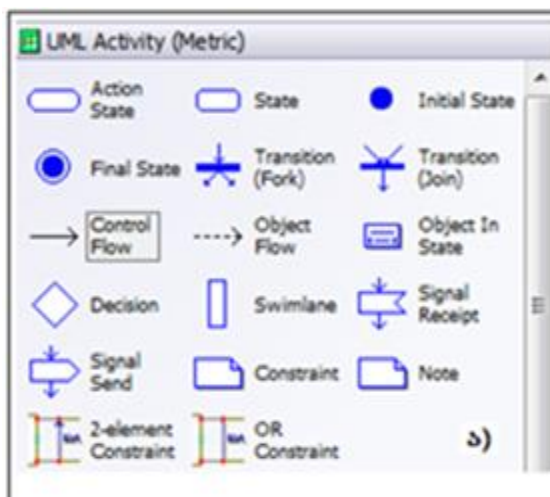 UML Activity (Metric)
Action
State
State
Initial State
Final State
Transition
(Fork)
Transition
(Join)
Control
Flow
Object
Flow
Object In
State
Decision
Swimlane
Signal
Receipt
Signal
Send
Constraint
Note
2-element
Constraint
OR
Constraint
ა)